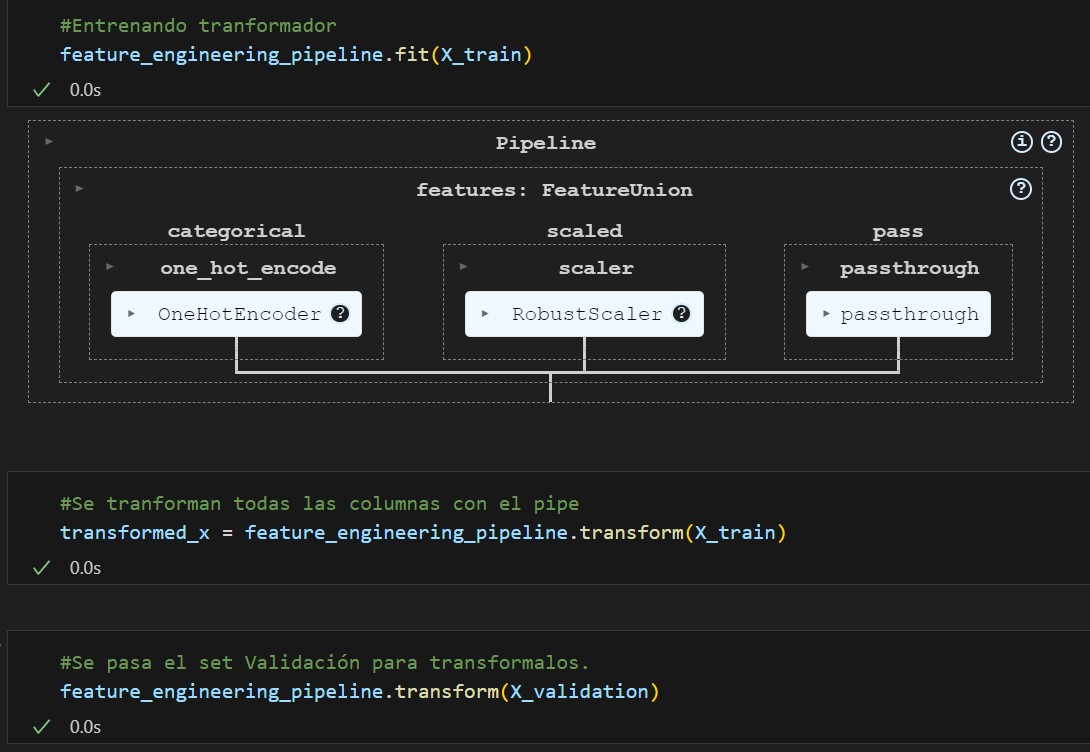 #Entrenando tranformador
feature_engineering_pipeline.fit(X_train)
0.0s
Pipeline
features: FeatureUnion
categorical scaled pass
one_hot_encode scaler passthrough
OneHotEncoder ? RobustScaler ? passthrough
#Se tranforman todas las columnas con el pipe
transformed_x = feature_engineering_pipeline.transform(X_train)
0.0s
#Se pasa el set Validación para transformalos.
feature_engineering_pipeline.transform(X_validation)
0.0s